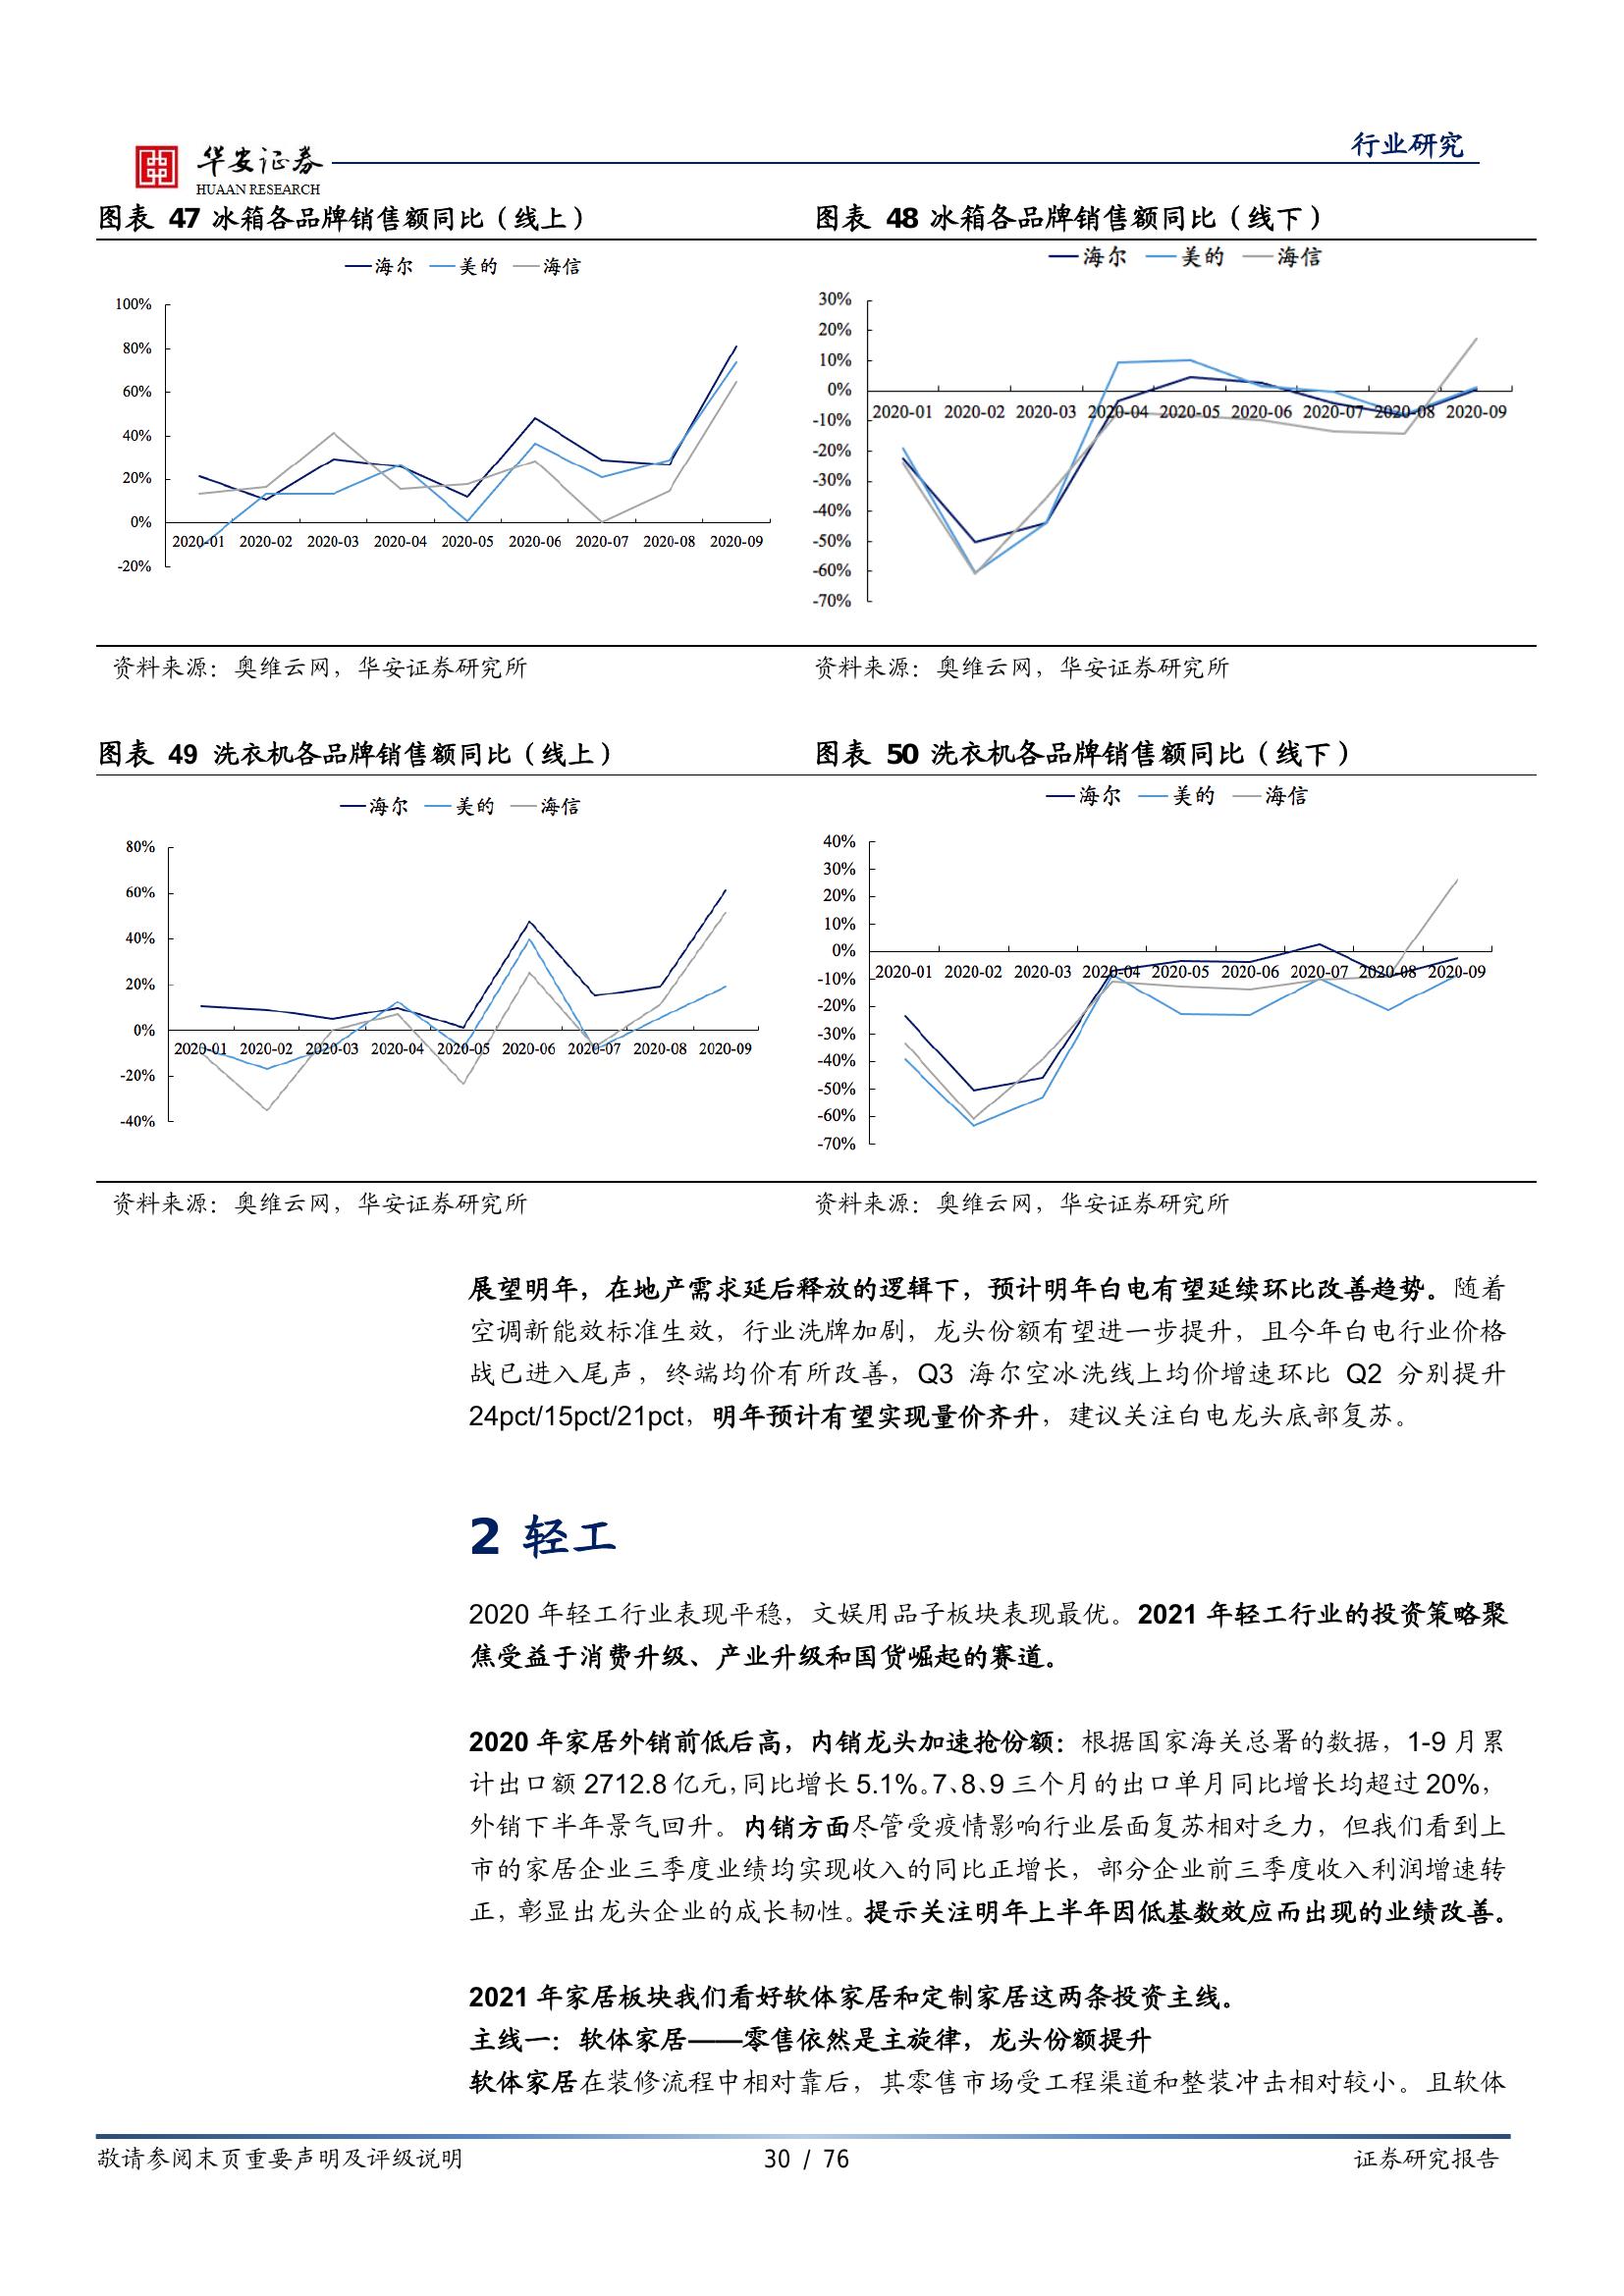 行业研究
华安证券
HUAAN RESEARCH
图表 47 冰箱各品牌销售额同比（线上）
海尔 美的 海信
100%
80%
60%
40%
20%
0%
-20%
2020-01 2020-02 2020-03 2020-04 2020-05 2020-06 2020-07 2020-08 2020-09
资料来源：奥维云网，华安证券研究所
图表 48 冰箱各品牌销售额同比（线下）
海尔 美的 海信
30%
20%
10%
0%
-10%
-20%
-30%
-40%
-50%
-60%
-70%
2020-01 2020-02 2020-03 2020-04 2020-05 2020-06 2020-07 2020-08 2020-09
资料来源：奥维云网，华安证券研究所
图表 49 洗衣机各品牌销售额同比（线上）
海尔 美的 海信
80%
60%
40%
20%
0%
-20%
-40%
2020-01 2020-02 2020-03 2020-04 2020-05 2020-06 2020-07 2020-08 2020-09
资料来源：奥维云网，华安证券研究所
图表 50 洗衣机各品牌销售额同比（线下）
海尔 美的 海信
40%
30%
20%
10%
0%
-10%
-20%
-30%
-40%
-50%
-60%
-70%
2020-01 2020-02 2020-03 2020-04 2020-05 2020-06 2020-07 2020-08 2020-09
资料来源：奥维云网，华安证券研究所
展望明年，在地产需求延后释放的逻辑下，预计明年白电有望延续环比改善趋势。随着
空调新能效标准生效，行业洗牌加剧，龙头份额有望进一步提升，且今年白电行业价格
战已进入尾声，终端均价有所改善，Q3 海尔空冰洗线上均价增速环比 Q2 分别提升
24pct/15pct/21pct，明年预计有望实现量价齐升，建议关注白电龙头底部复苏。
2 轻工
2020 年轻工行业表现平稳，文娱用品子板块表现最优。2021 年轻工行业的投资策略聚
焦受益于消费升级、产业升级和国货崛起的赛道。
2020 年家居外销前低后高，内销龙头加速抢份额：根据国家海关总署的数据，1-9 月累
计出口额 2712.8 亿元，同比增长 5.1%。7、8、9 三个月的出口单月同比增长均超过 20%，
外销下半年景气回升。内销方面尽管受疫情影响行业层面复苏相对乏力，但我们看到上
市的家居企业三季度业绩均实现收入的同比正增长，部分企业前三季度收入利润增速转
正，彰显出龙头企业的成长韧性。提示关注明年上半年因低基数效应而出现的业绩改善。
2021 年家居板块我们看好软体家居和定制家居这两条投资主线。
主线一：软体家居——零售依然是主旋律，龙头份额提升
软体家居在装修流程中相对靠后，其零售市场受工程渠道和整装冲击相对较小。且软体
敬请参阅末页重要声明及评级说明
30 / 76
证券研究报告